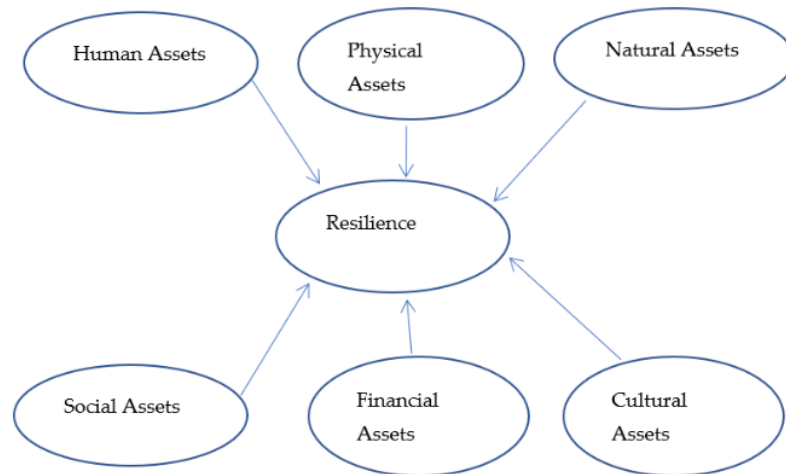 Human Assets
Physical
Assets
Natural Assets
Resilience
Social Assets
Financial
Assets
Cultural
Assets